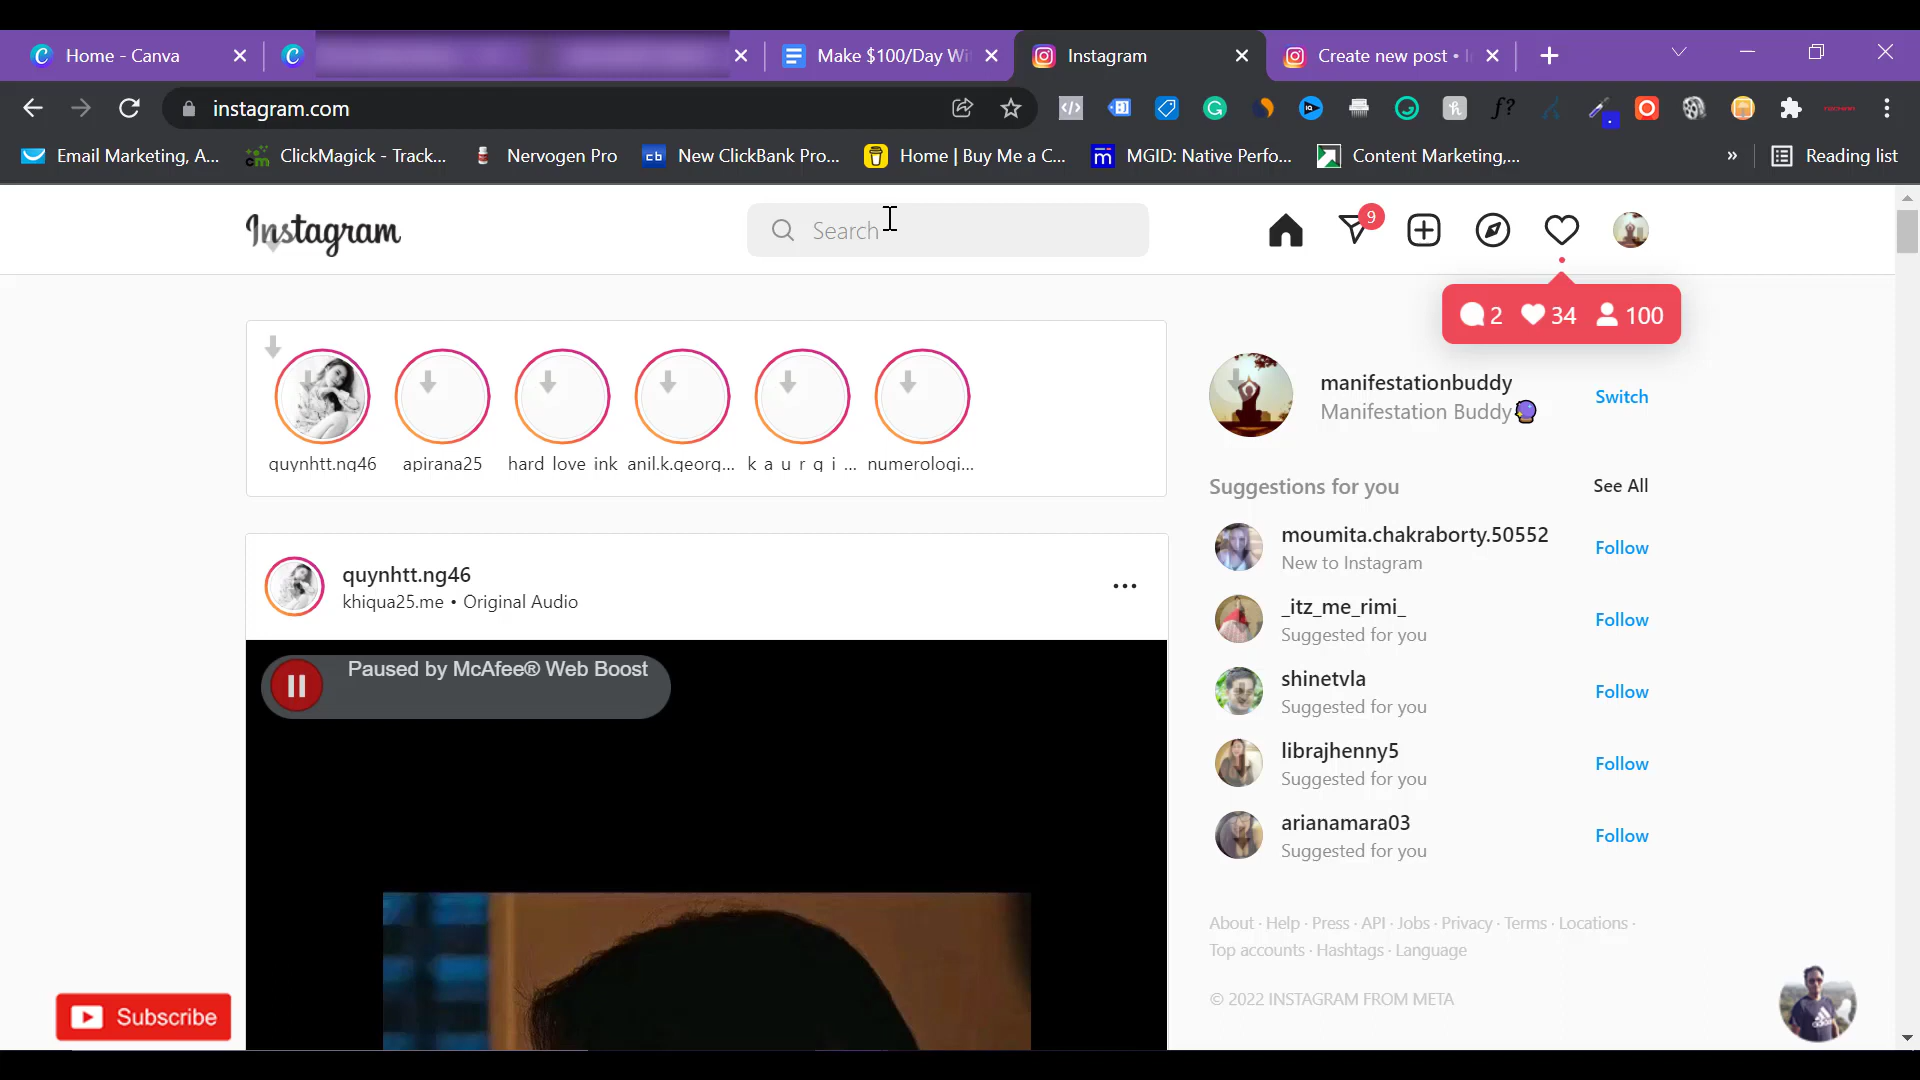 Home - Canva
Make $100/Day Wi
Instagram
Create new post • I
instagram.com
Email Marketing, A...
ClickMagick - Track...
Nervogen Pro
New ClickBank Pro...
Home | Buy Me a C...
MGID: Native Perfo...
Content Marketing,...
»
Reading list
Instagram
Search
9
2 34 100
quynhtt.ng46
apirana25
hard_love_ink
anil.k.georg...
k_a_u_r_g_i_...
numerologi...
manifestationbuddy
Manifestation Buddy🔮
Switch
Suggestions for you
See All
moumita.chakraborty.50552
New to Instagram
Follow
_itz_me_rimi_
Suggested for you
Follow
shinetvla
Suggested for you
Follow
librajhenny5
Suggested for you
Follow
arianamara03
Suggested for you
Follow
quynhtt.ng46
khiqua25.me • Original Audio
Paused by McAfee® Web Boost
About · Help · Press · API · Jobs · Privacy · Terms · Locations ·
Top accounts · Hashtags · Language
© 2022 INSTAGRAM FROM META
Subscribe